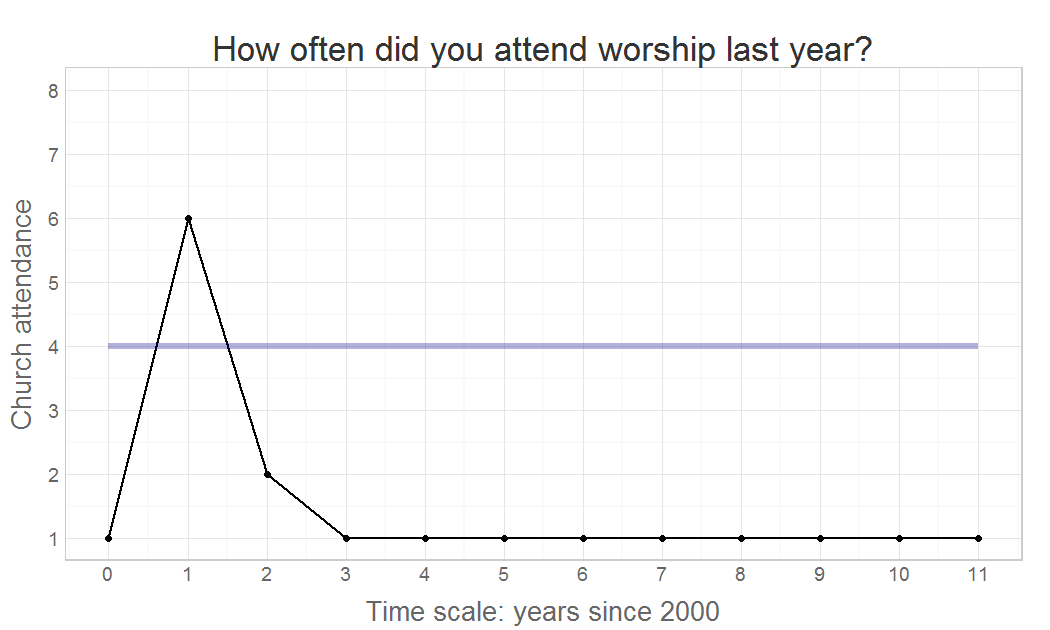 How often did you attend worship last year?
8
7
6
5
4
3
2
1
Church attendance
0 1 2 3 4 5 6 7 8 9 10 11
Time scale: years since 2000